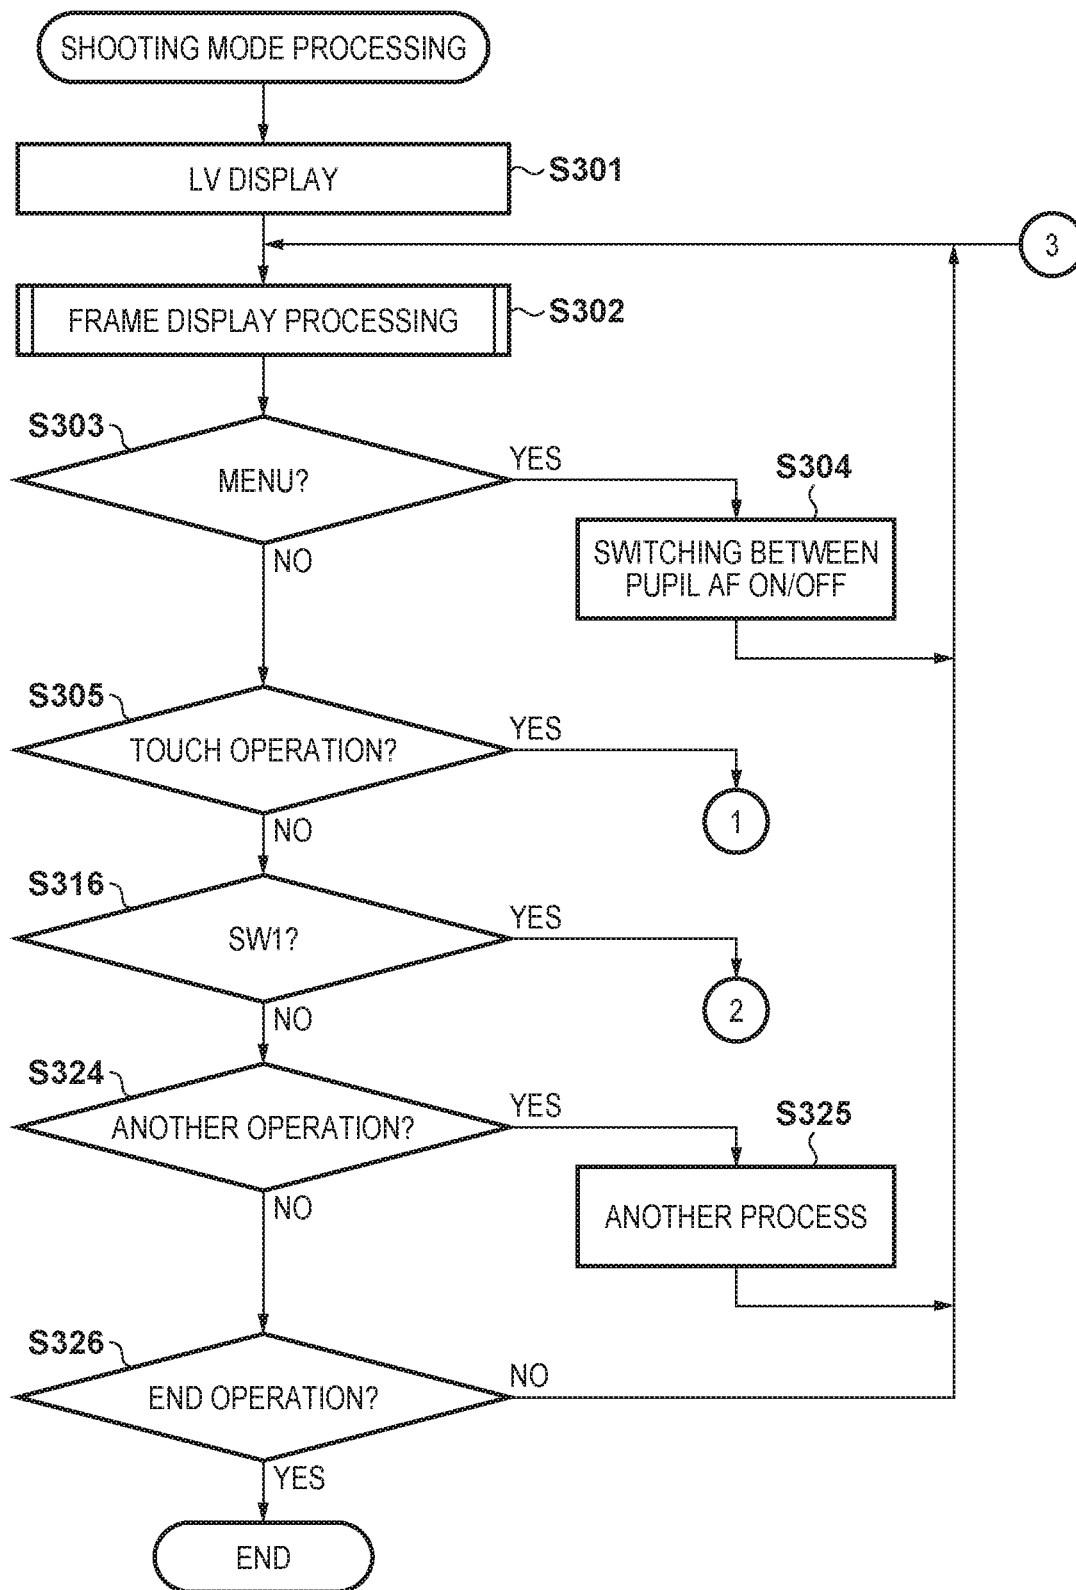 SHOOTING MODE PROCESSING
LV DISPLAY
S301
3
FRAME DISPLAY PROCESSING
S302
S303
MENU?
YES
NO
S304
SWITCHING BETWEEN
PUPIL AF ON/OFF
S305
TOUCH OPERATION?
YES
NO
1
S316
SW1?
YES
NO
2
S324
ANOTHER OPERATION?
YES
NO
S325
ANOTHER PROCESS
S326
END OPERATION?
NO
YES
END